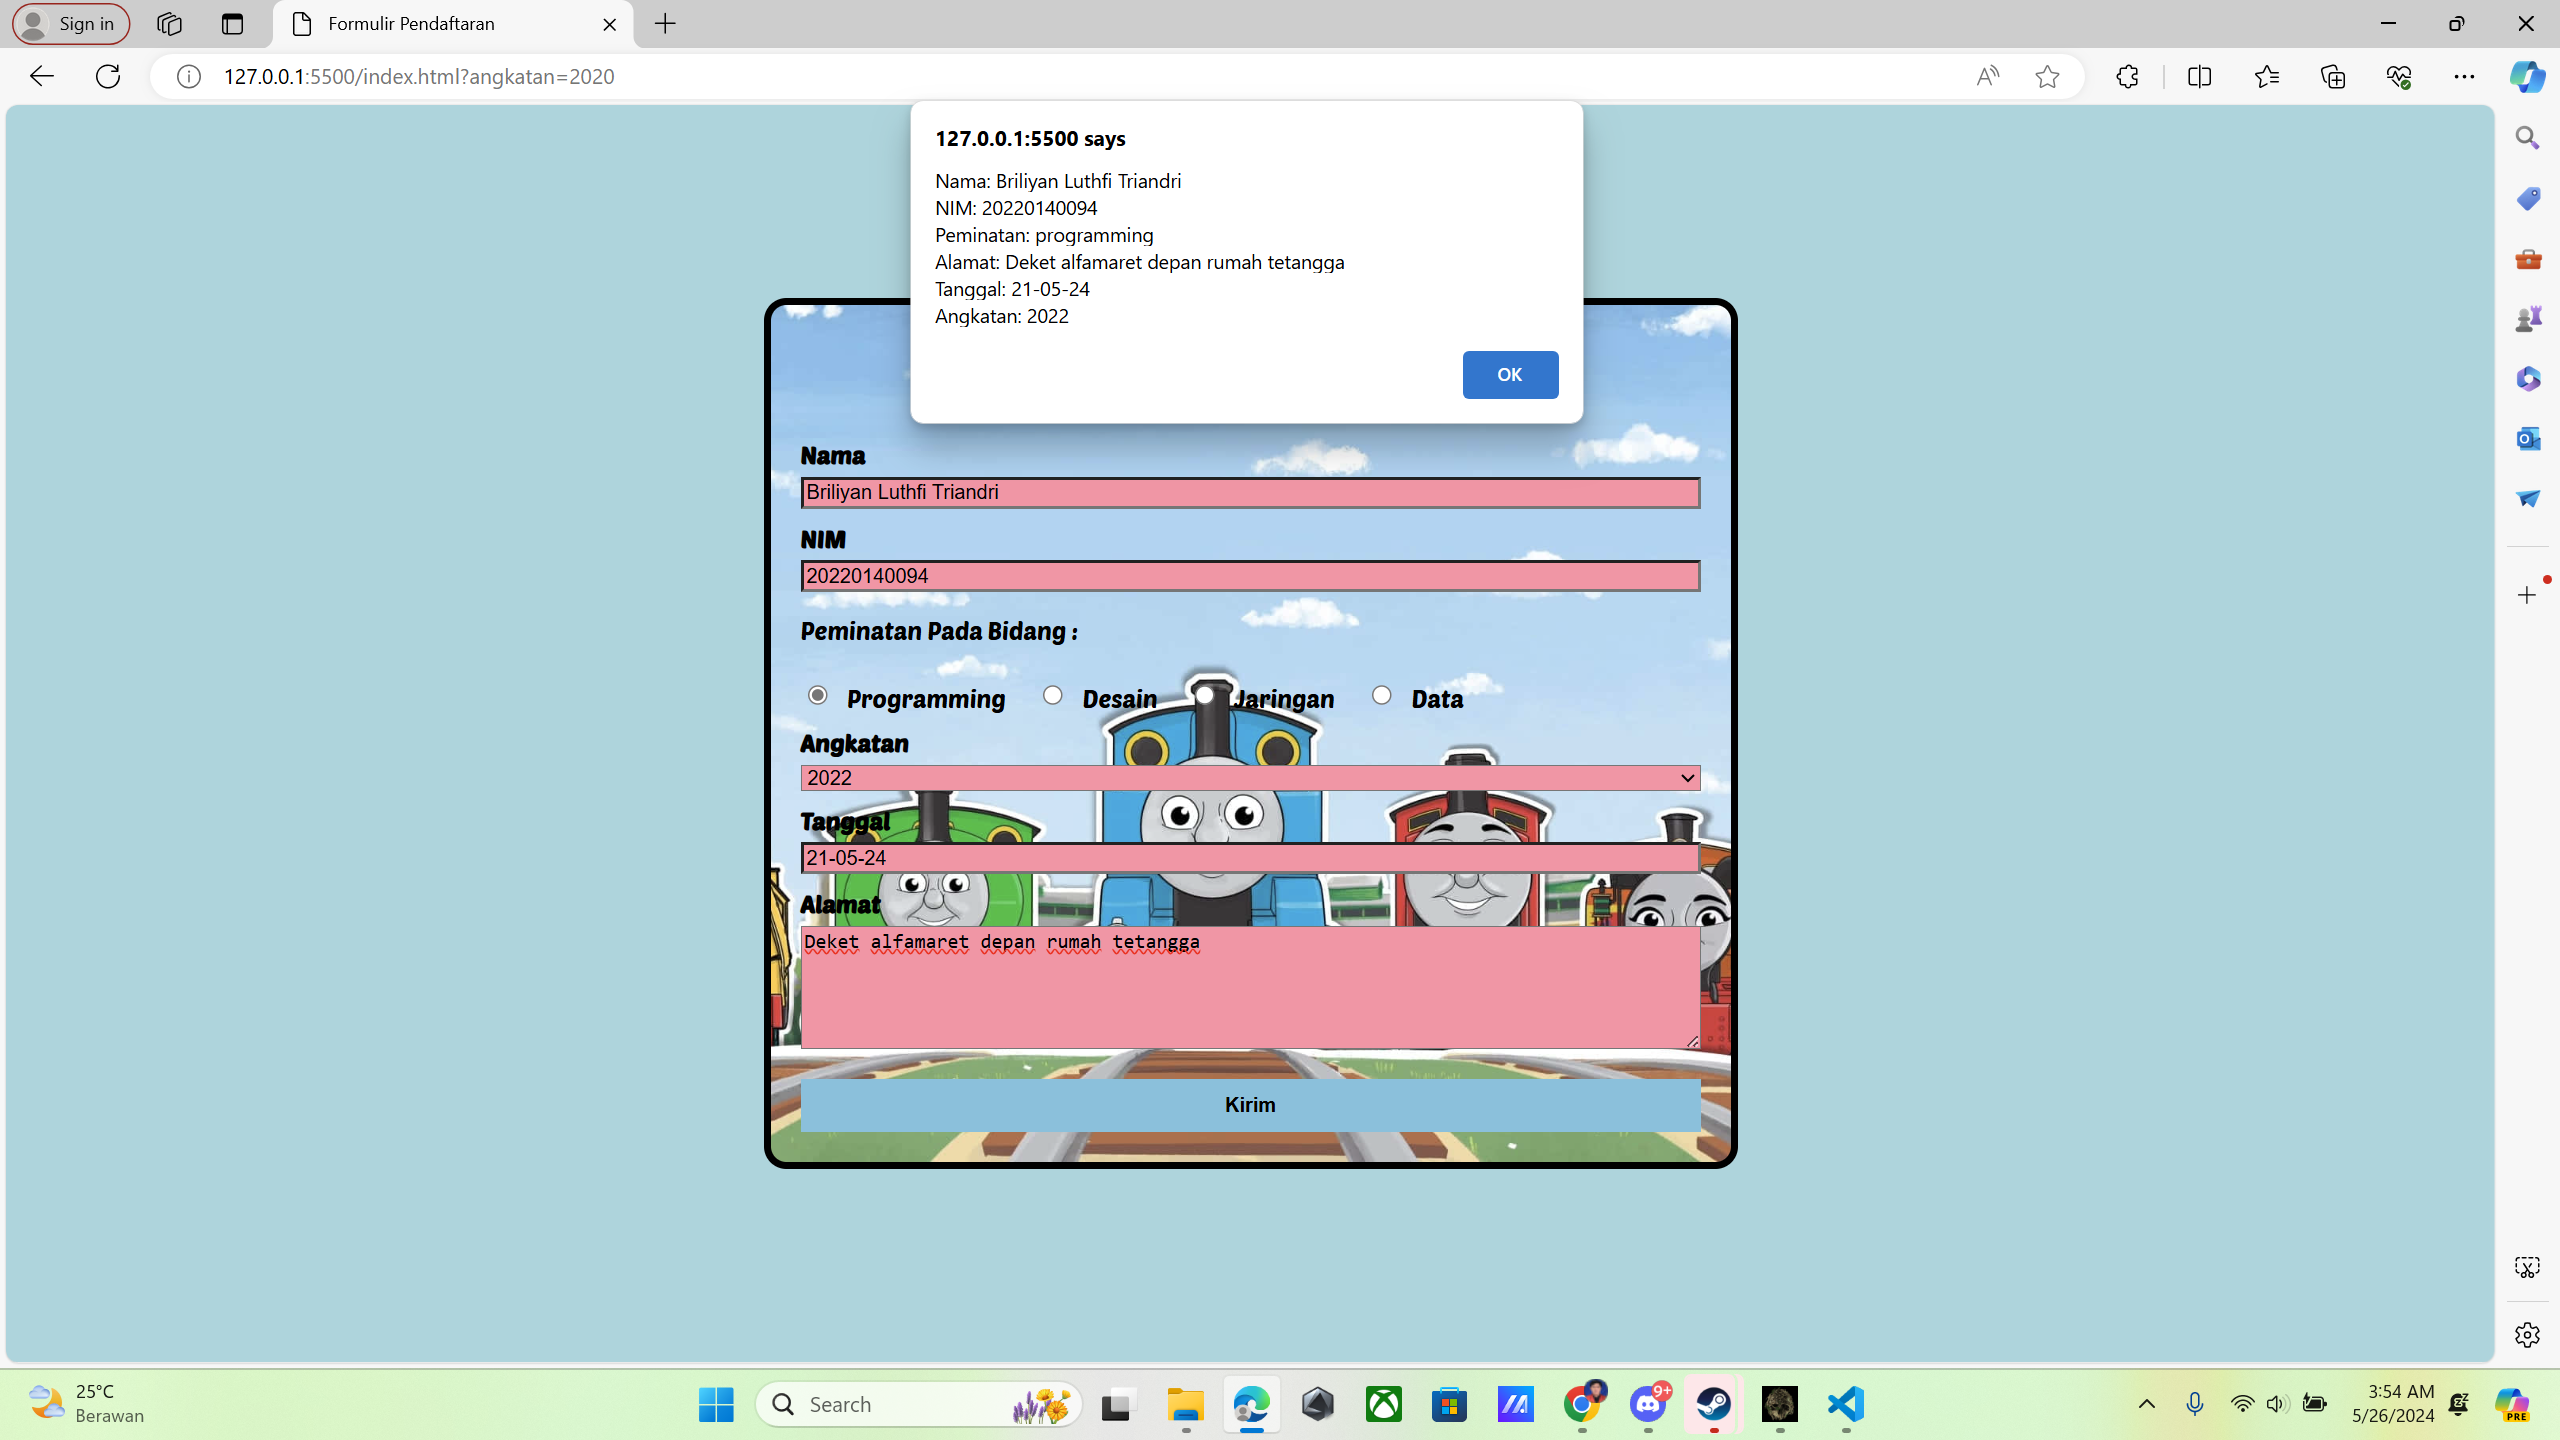 Sign in
Formulir Pendaftaran
127.0.0.1:5500/index.html?angkatan=2020
127.0.0.1:5500 says
Nama: Briliyan Luthfi Triandri
NIM: 20220140094
Peminatan: programming
Alamat: Deket alfamaret depan rumah tetangga
Tanggal: 21-05-24
Angkatan: 2022
OK
Nama
Briliyan Luthfi Triandri
NIM
20220140094
Peminatan Pada Bidang :
Programming Desain Jaringan Data
Angkatan
2022
Tanggal
21-05-24
Alamat
Deket alfamaret depan rumah tetangga
Kirim
25°C
Berawan
Search
9+
3:54 AM
5/26/2024
PRE